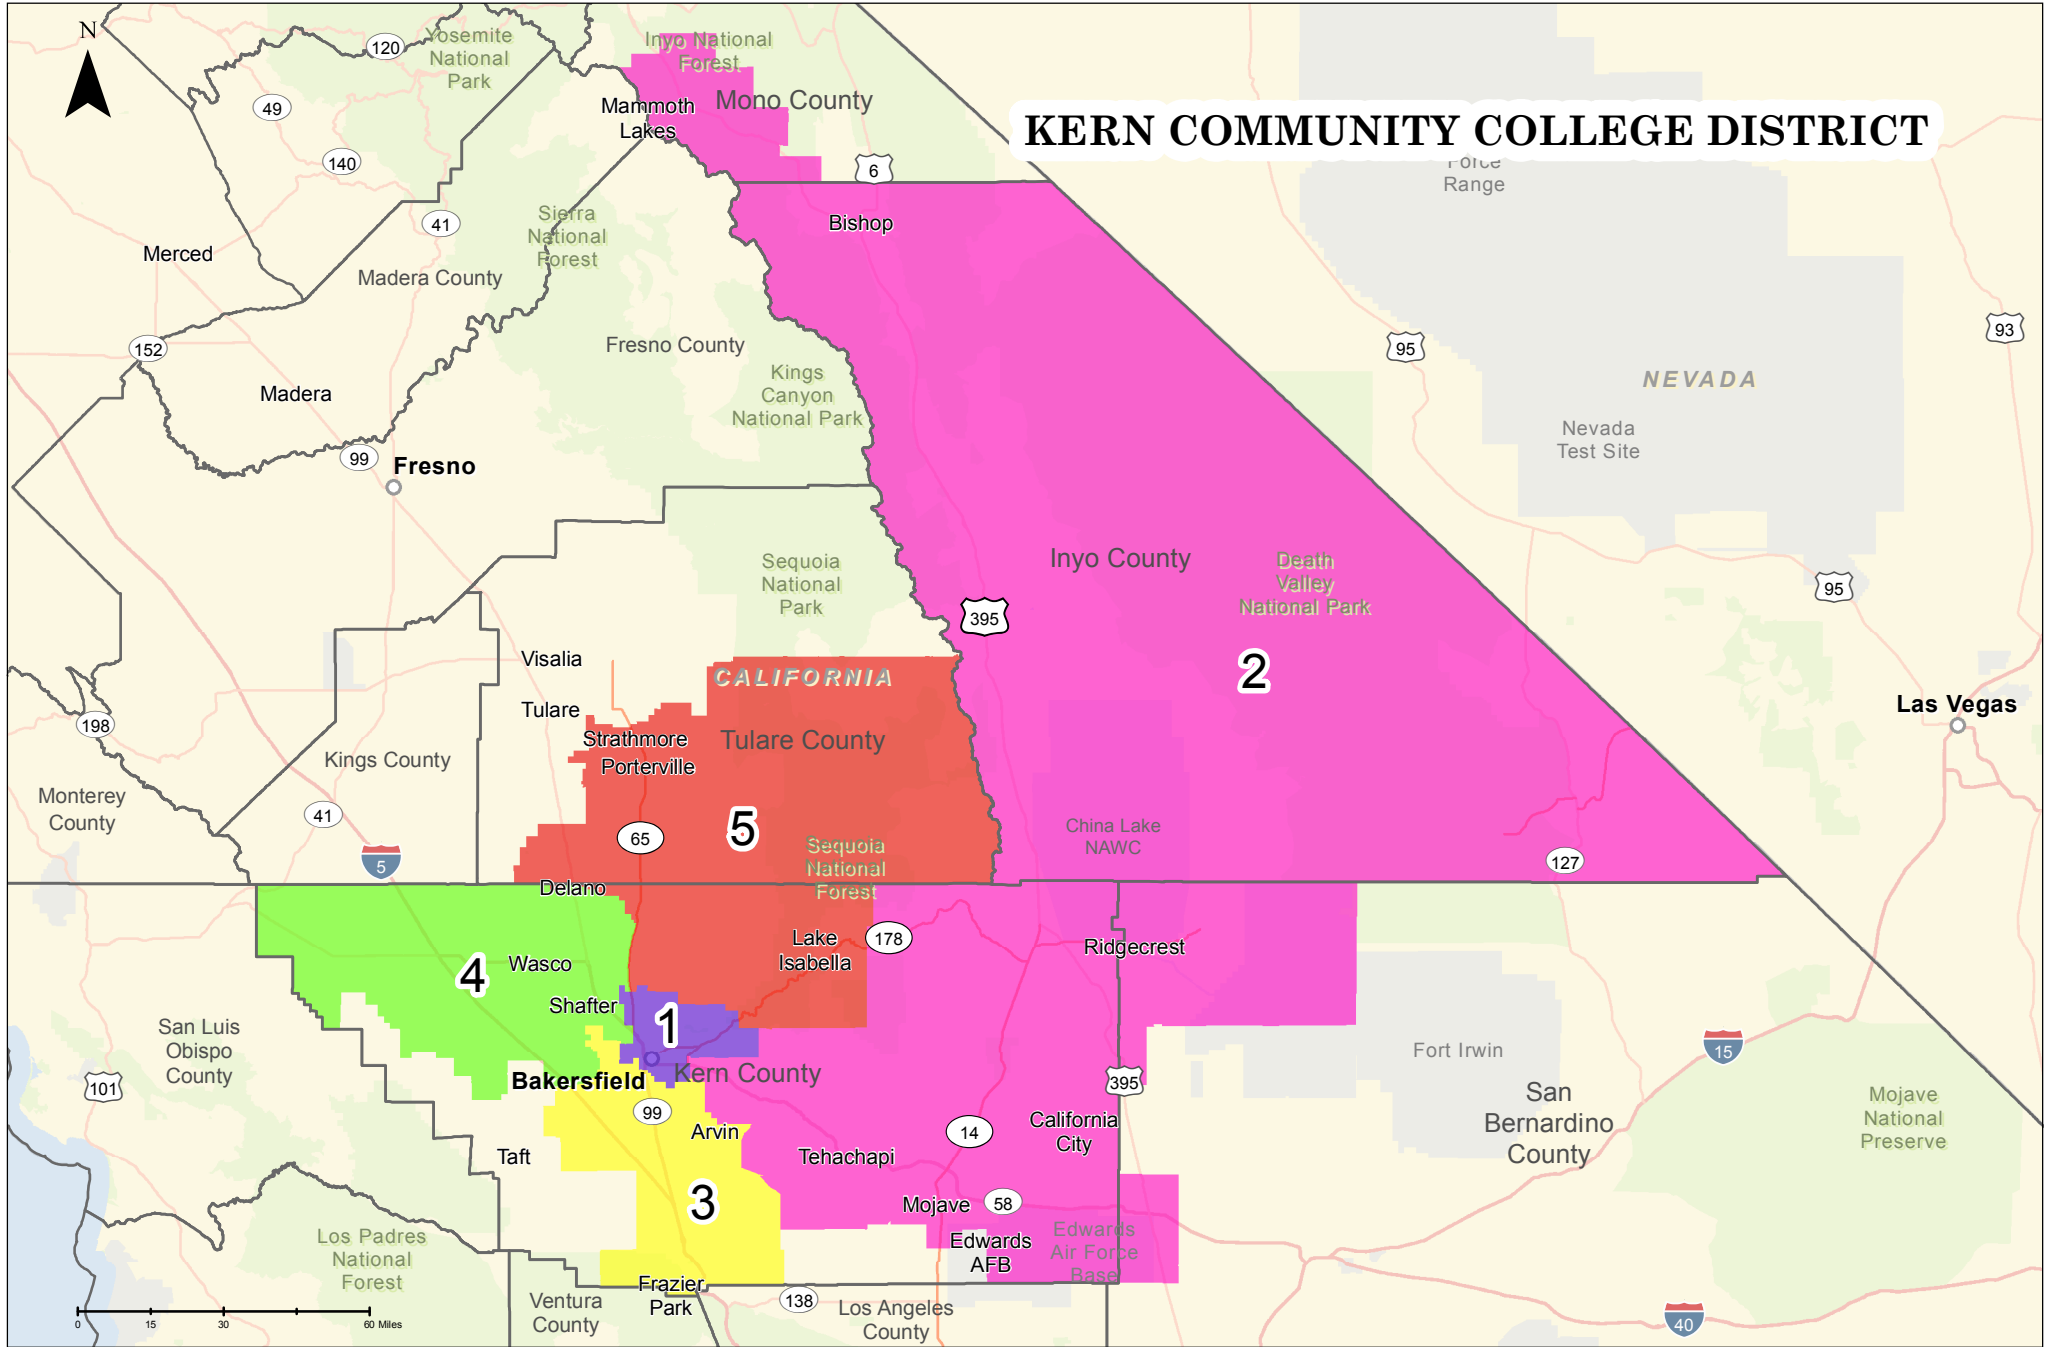 N
120
Yosemite
National
Park
Inyo National
Forest
49
Mammoth
Lakes
Mono County
KERN COMMUNITY COLLEGE DISTRICT
140
6
Force
Range
41
Sierra
National
Forest
Bishop
Merced
Madera County
93
152
Fresno County
95
Kings
Canyon
National Park
NEVADA
Madera
Nevada
Test Site
99
Fresno
Sequoia
National
Park
Inyo County
Death
Valley
National Park
95
395
Visalia
2
CALIFORNIA
Tulare
Las Vegas
198
Strathmore
Tulare County
Kings County
Porterville
Monterey
County
41
65
5
China Lake
NAWC
Sequoia
National
Forest
5
127
Delano
Lake
Isabella
178
Ridgecrest
4
Wasco
Shafter
1
San Luis
Obispo
County
Fort Irwin
15
101
Bakersfield
Kern County
395
San
Bernardino
County
Mojave
National
Preserve
99
Arvin
14
California
City
Taft
Tehachapi
3
Mojave
58
Los Padres
National
Forest
Edwards
AFB
Edwards
Air Force
Base
Frazier
Park
138
Ventura
County
Los Angeles
County
40
0 15 30 60 Miles